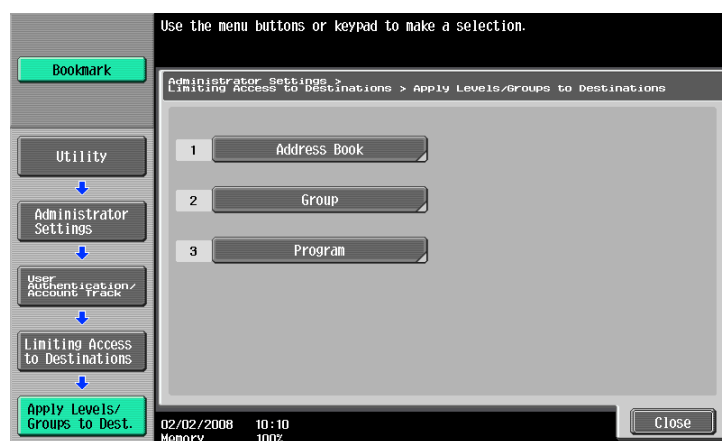 Use the menu buttons or keypad to make a selection.
Bookmark
Administrator Settings >
Limiting Access to Destinations > Apply Levels/Groups to Destinations
Utility
1 Address Book
2 Group
Administrator
Settings
3 Program
User
Authentication/
Account Track
Limiting Access
to Destinations
Apply Levels/
Groups to Dest.
02/02/2008 10:10
Memory 100%
Close